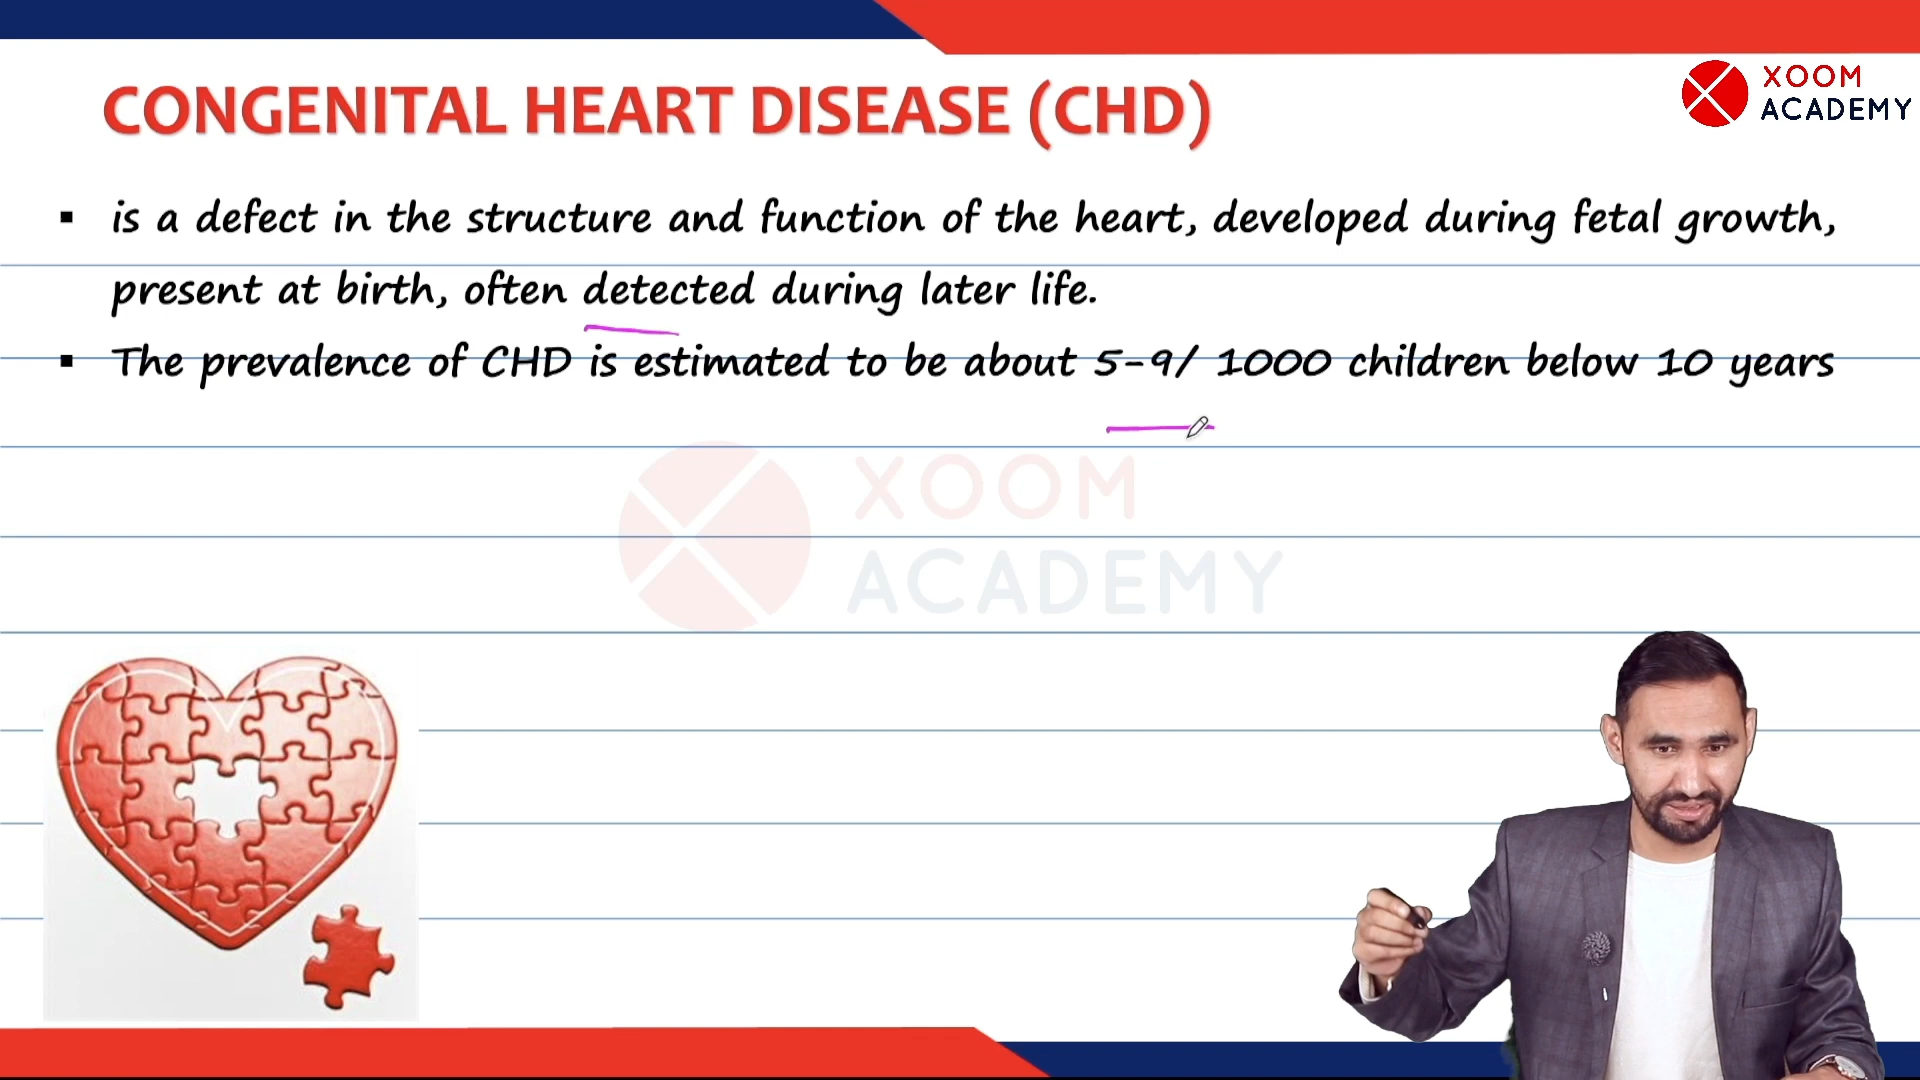 CONGENITAL HEART DISEASE (CHD)
XOOM
ACADEMY
▪ is a defect in the structure and function of the heart, developed during fetal growth,
present at birth, often detected during later life.
▪ The prevalence of CHD is estimated to be about 5-9/ 1000 children below 10 years
XOOM
ACADEMY